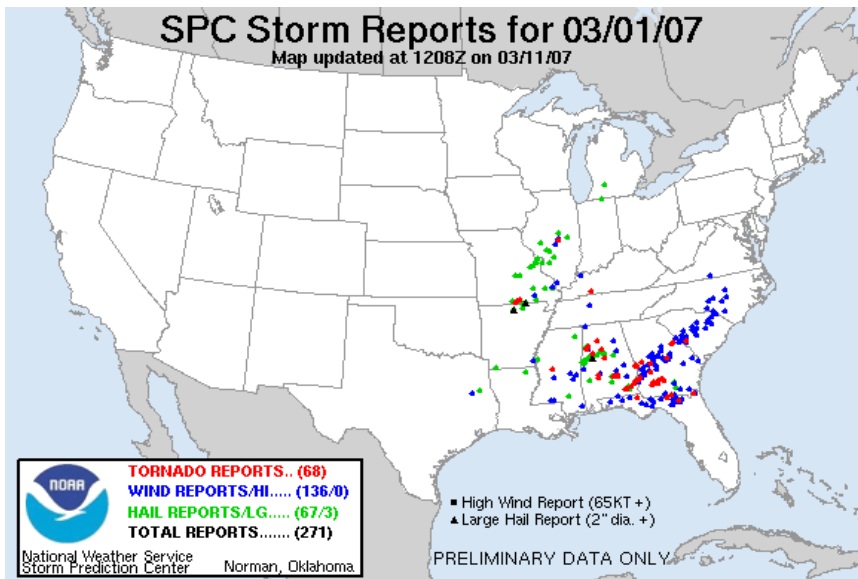 SPC Storm Reports for 03/01/07
Map updated at 1208Z on 03/11/07
NOAA
TORNADO REPORTS.. (68)
WIND REPORTS/HI..... (136/0)
HAIL REPORTS/LG..... (67/3)
TOTAL REPORTS....... (271)
National Weather Service
Storm Prediction Center Norman, Oklahoma
■ High Wind Report (65KT +)
▲ Large Hail Report (2" dia. +)
PRELIMINARY DATA ONLY